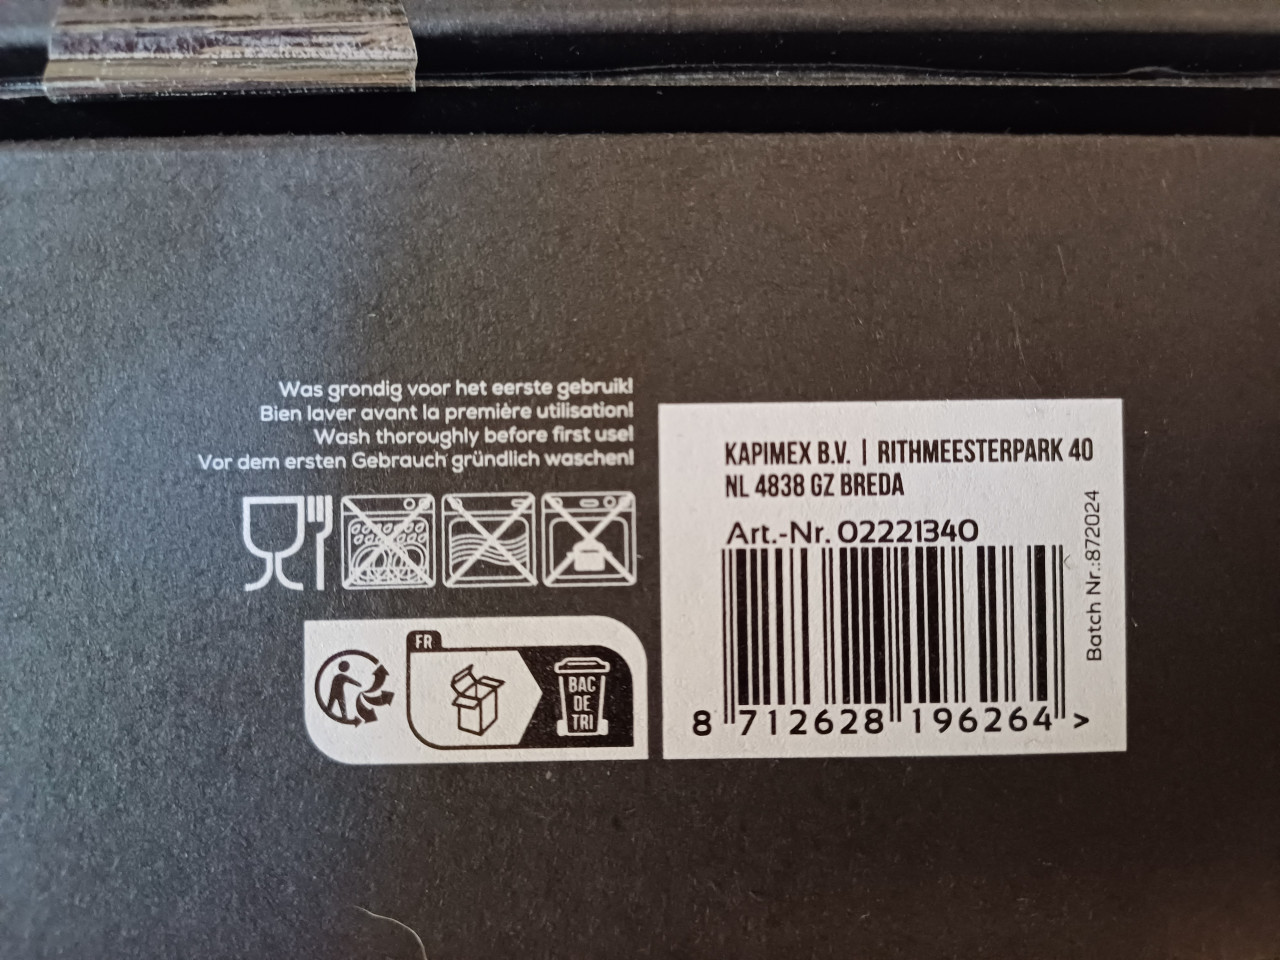 Was grondig voor het eerste gebruik!
Bien laver avant la première utilisation!
Wash thoroughly before first use!
Vor dem ersten Gebrauch gründlich waschen!
FR
BAC
DE
TRI
KAPIMEX B.V. | RITHMEESTERPARK 40
NL 4838 GZ BREDA
Art.-Nr. 02221340
Batch Nr.:872024
8 712628 196264 >